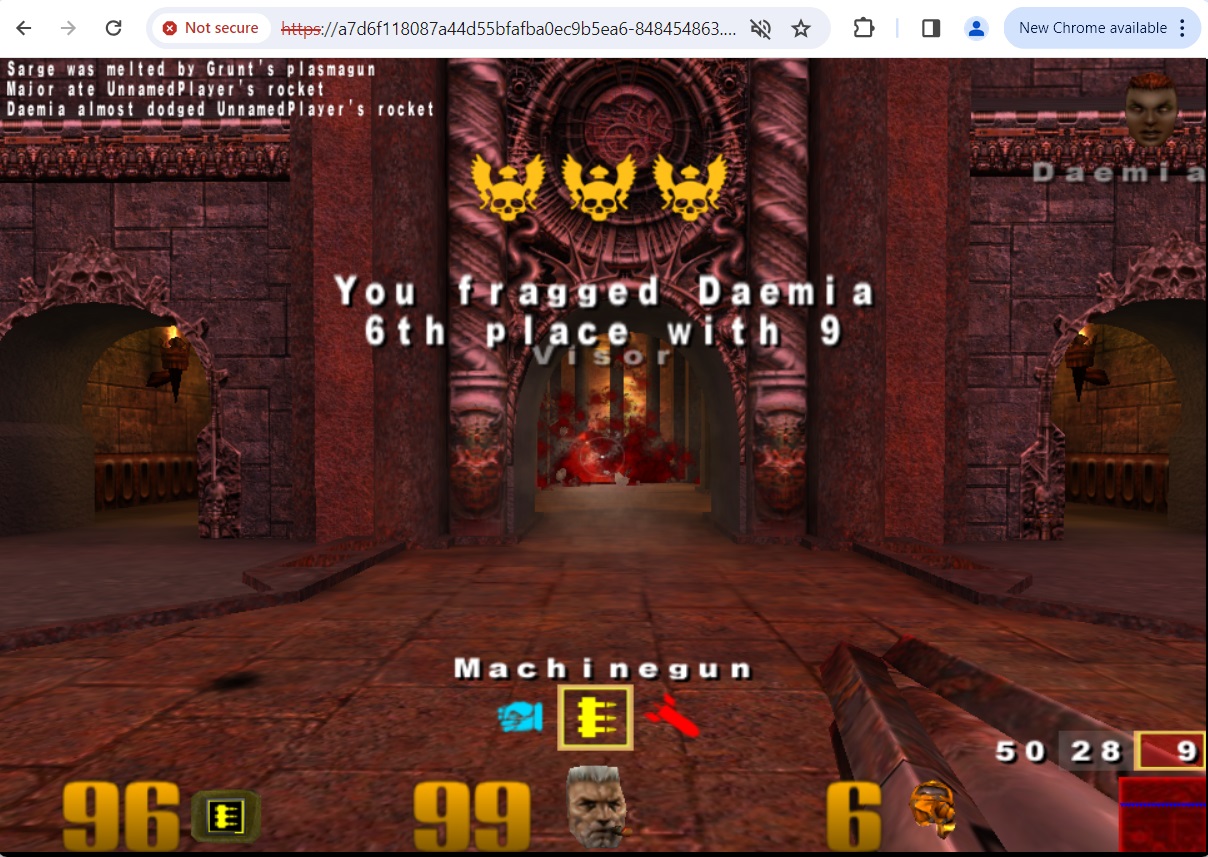 Not secure
https://a7d6f118087a44d55bfafba0ec9b5ea6-848454863....
New Chrome available
Sarge was melted by Grunt's plasmagun
Major ate UnnamedPlayer's rocket
Daemia almost dodged UnnamedPlayer's rocket
Daemia
You fragged Daemia
6th place with 9
Visor
Machinegun
50 28 9
96 99 6